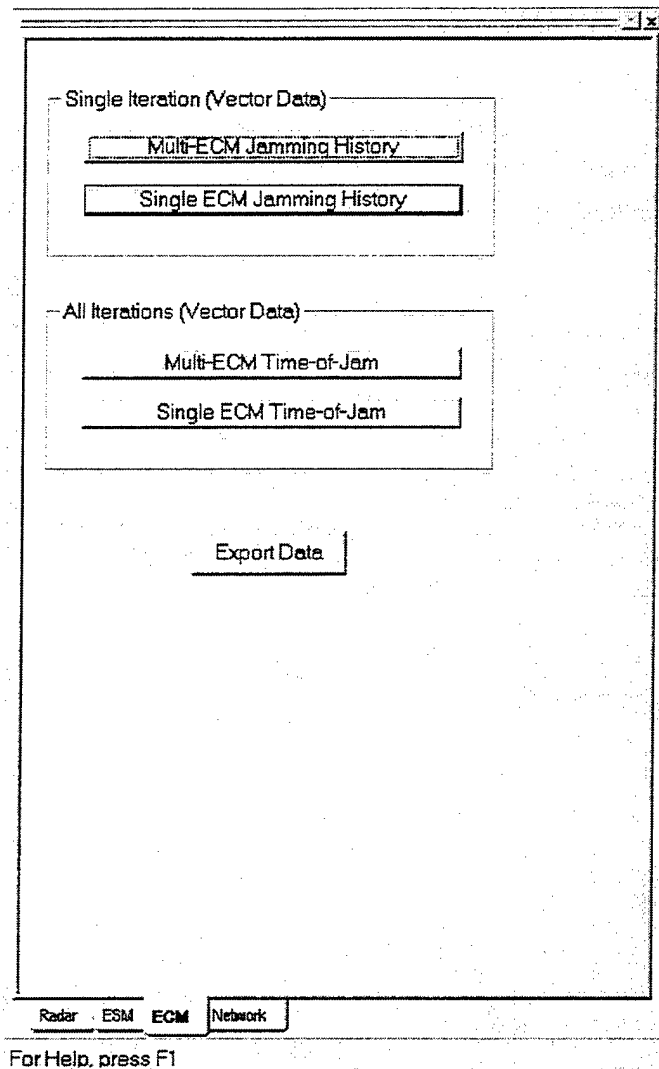 Single Iteration (Vector Data)
Multi-ECM Jamming History
Single ECM Jamming History
All Iterations (Vector Data)
Multi-ECM Time-of-Jam
Single ECM Time-of-Jam
Export Data
Radar ESM ECM Network
For Help, press F1